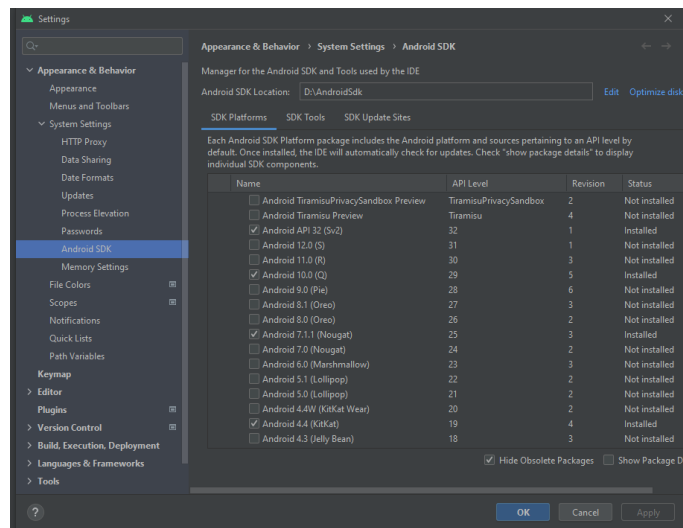 Settings
Appearance & Behavior
Appearance
Menus and Toolbars
System Settings
HTTP Proxy
Data Sharing
Date Formats
Updates
Process Elevation
Passwords
Android SDK
Memory Settings
File Colors
Scopes
Notifications
Quick Lists
Path Variables
Keymap
Editor
Plugins
Version Control
Build, Execution, Deployment
Languages & Frameworks
Tools
Appearance & Behavior > System Settings > Android SDK
Manager for the Android SDK and Tools used by the IDE
Android SDK Location: D:\AndroidSdk Edit Optimize disk
SDK Platforms SDK Tools SDK Update Sites
Each Android SDK Platform package includes the Android platform and sources pertaining to an API level by
default. Once installed, the IDE will automatically check for updates. Check "show package details" to display
individual SDK components.
Name API Level Revision Status
Android TiramisuPrivacySandbox Preview TiramisuPrivacySandbox 2 Not installed
Android Tiramisu Preview Tiramisu 4 Not installed
Android API 32 (Sv2) 32 1 Installed
Android 12.0 (S) 31 1 Not installed
Android 11.0 (R) 30 3 Not installed
Android 10.0 (Q) 29 5 Installed
Android 9.0 (Pie) 28 6 Not installed
Android 8.1 (Oreo) 27 3 Not installed
Android 8.0 (Oreo) 26 2 Not installed
Android 7.1.1 (Nougat) 25 3 Installed
Android 7.0 (Nougat) 24 2 Not installed
Android 6.0 (Marshmallow) 23 3 Not installed
Android 5.1 (Lollipop) 22 2 Not installed
Android 5.0 (Lollipop) 21 2 Not installed
Android 4.4W (KitKat Wear) 20 2 Not installed
Android 4.4 (KitKat) 19 4 Installed
Android 4.3 (Jelly Bean) 18 3 Not installed
Hide Obsolete Packages Show Package D
? OK Cancel Apply